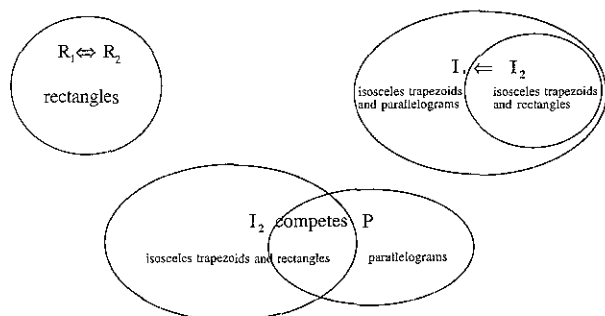 R₁ ⇔ R₂
rectangles
I₁ ⇐ I₂
isosceles trapezoids
and parallelograms
isosceles trapezoids
and rectangles
I₂ competes P
isosceles trapezoids and rectangles
parallelograms